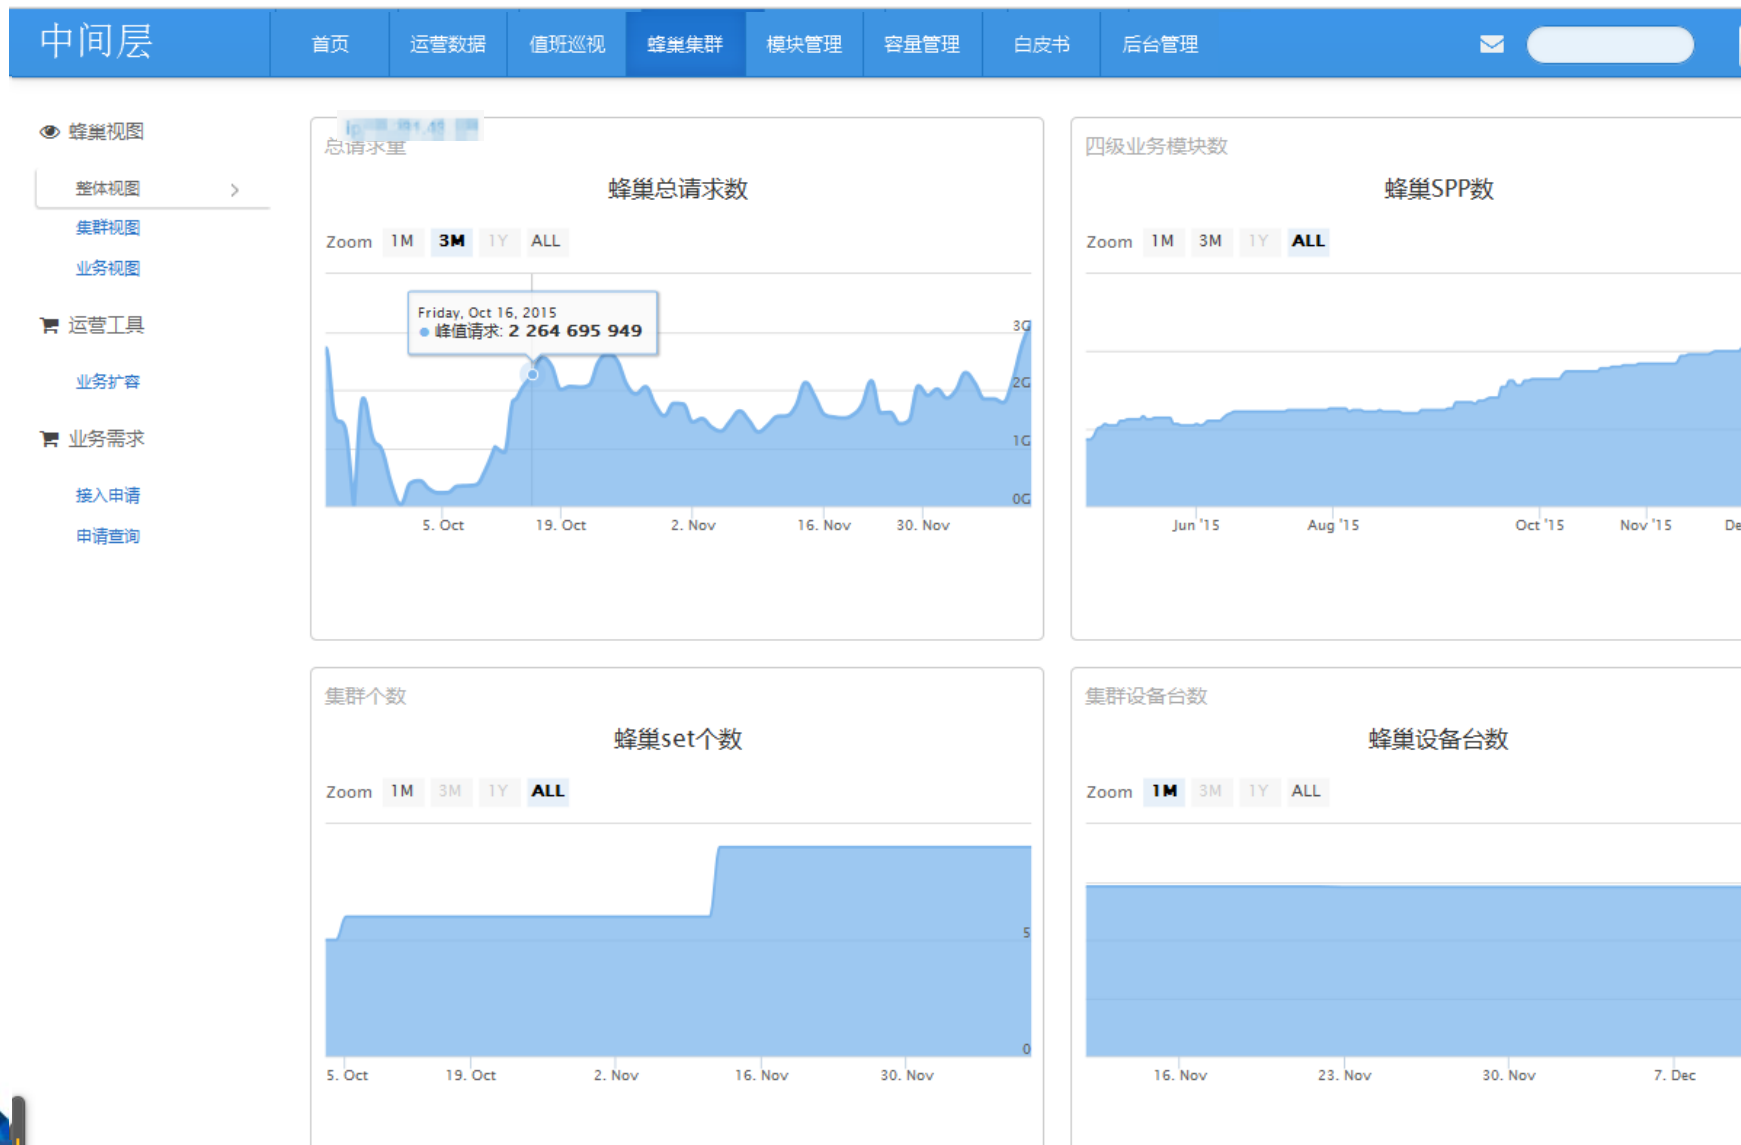 中间层
首页 运营数据 值班巡视 蜂巢集群 模块管理 容量管理 白皮书 后台管理
蜂巢视图
整体视图
集群视图
业务视图
运营工具
业务扩容
业务需求
接入申请
申请查询
总请求量
蜂巢总请求数
Zoom 1M 3M 1Y ALL
Friday, Oct 16, 2015
峰值请求: 2 264 695 949
3G
2G
1G
0G
5. Oct 19. Oct 2. Nov 16. Nov 30. Nov
四级业务模块数
蜂巢SPP数
Zoom 1M 3M 1Y ALL
Jun '15 Aug '15 Oct '15 Nov '15 De
集群个数
蜂巢set个数
Zoom 1M 3M 1Y ALL
5
0
5. Oct 19. Oct 2. Nov 16. Nov 30. Nov
集群设备台数
蜂巢设备台数
Zoom 1M 3M 1Y ALL
16. Nov 23. Nov 30. Nov 7. Dec